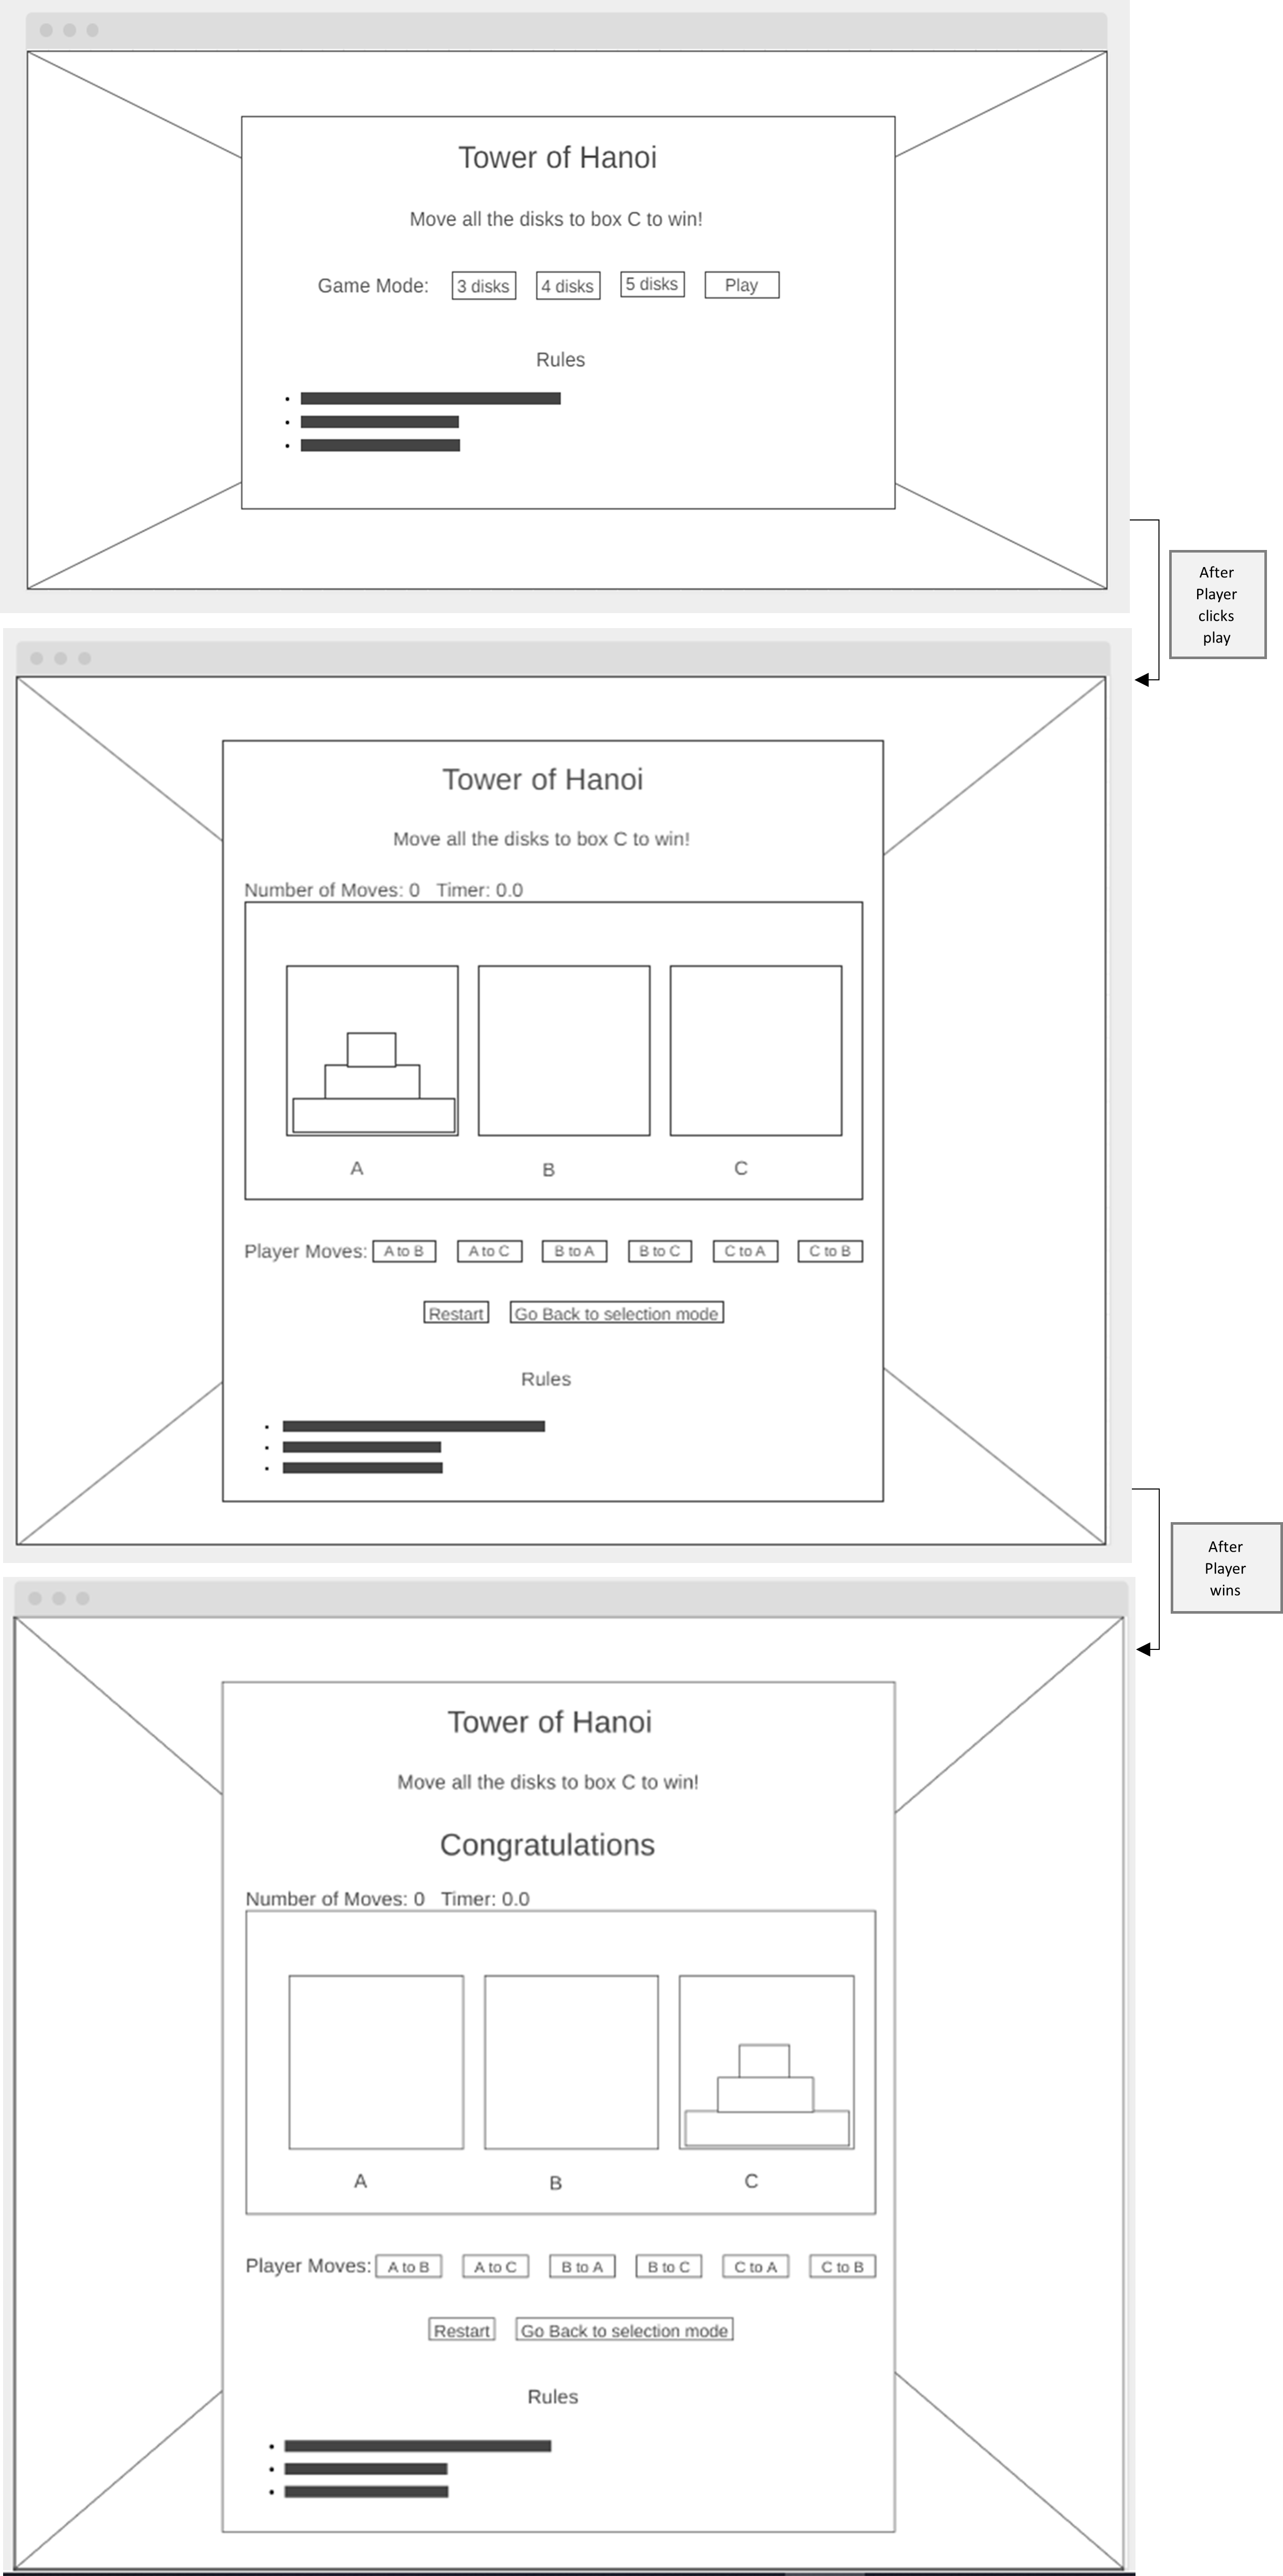 Tower of Hanoi
Move all the disks to box C to win!
Game Mode: 3 disks 4 disks 5 disks Play
Rules
After
Player
clicks
play
Tower of Hanoi
Move all the disks to box C to win!
Number of Moves: 0 Timer: 0.0
A B C
Player Moves: A to B A to C B to A B to C C to A C to B
Restart Go Back to selection mode
Rules
After
Player
wins
Tower of Hanoi
Move all the disks to box C to win!
Congratulations
Number of Moves: 0 Timer: 0.0
A B C
Player Moves: A to B A to C B to A B to C C to A C to B
Restart Go Back to selection mode
Rules